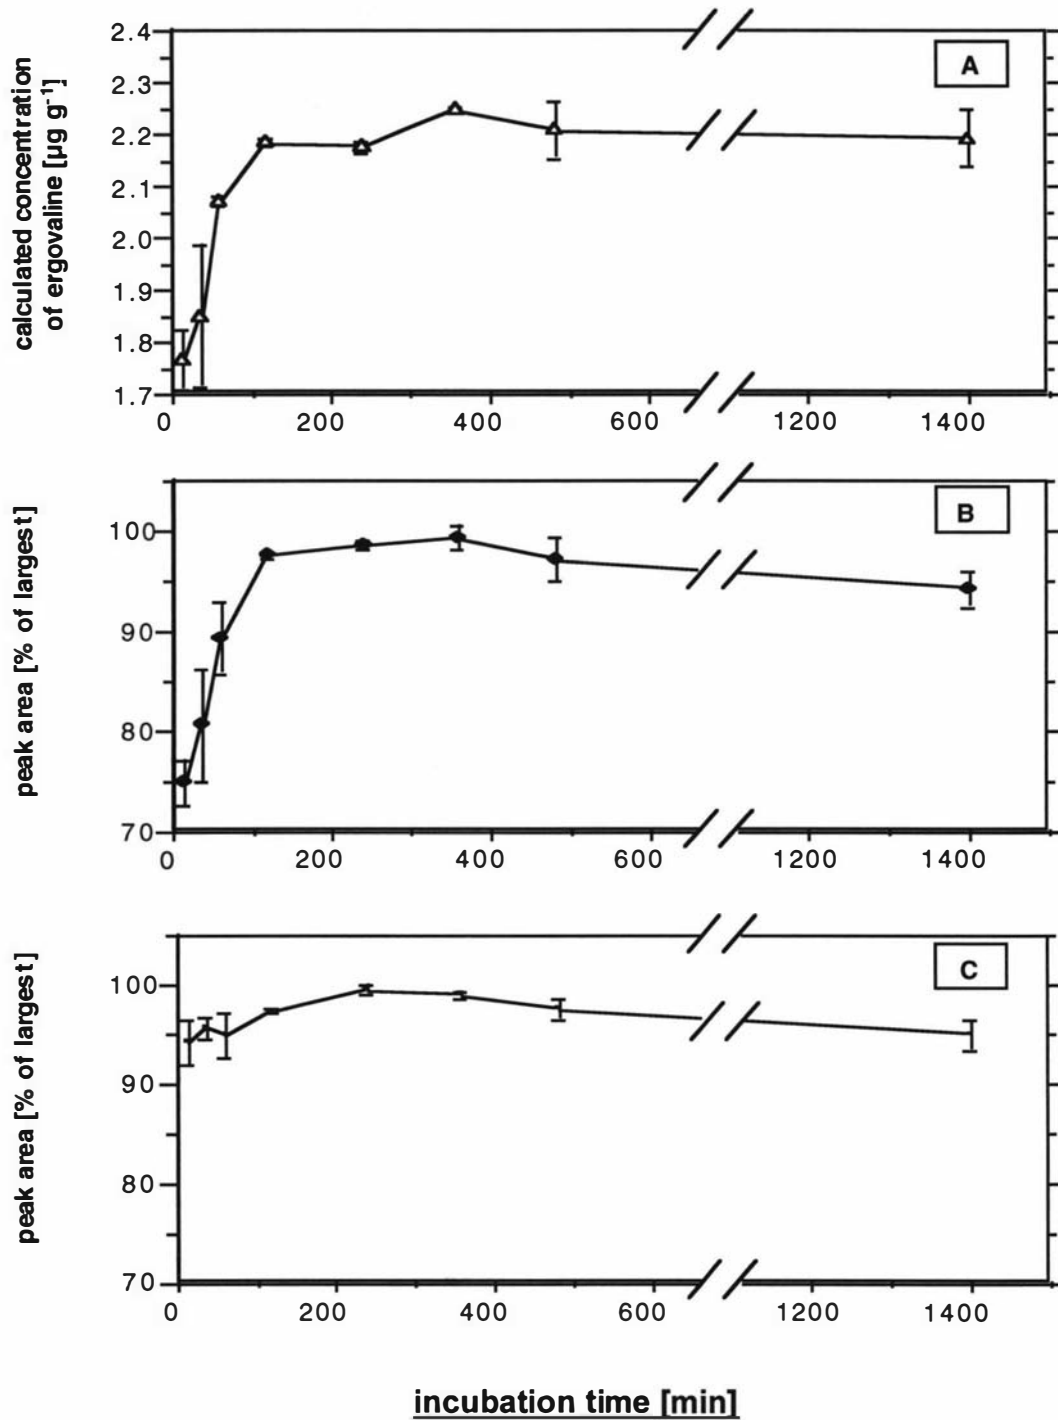 calculated concentration
of ergovaline [µg g⁻¹]
2.4
2.3
2.2
2.1
2.0
1.9
1.8
1.7
A
0 200 400 600 1200 1400
peak area [% of largest]
100
90
80
70
B
0 200 400 600 1200 1400
peak area [% of largest]
100
90
80
70
C
0 200 400 600 1200 1400
incubation time [min]